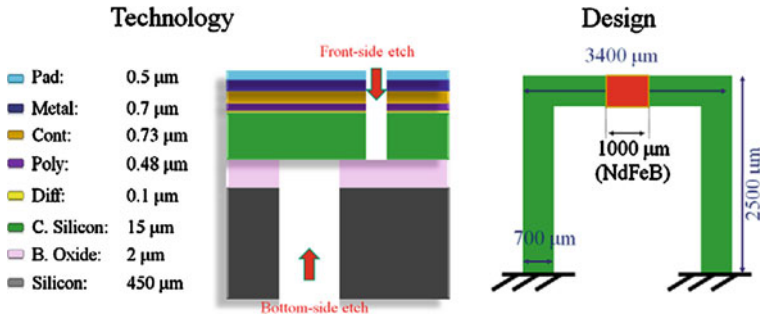 Technology
Design
Front-side etch
3400 μm
Pad: 0.5 μm
Metal: 0.7 μm
Cont: 0.73 μm
Poly: 0.48 μm
Diff: 0.1 μm
C. Silicon: 15 μm
B. Oxide: 2 μm
Silicon: 450 μm
1000 μm
(NdFeB)
2500 μm
700 μm
Bottom-side etch